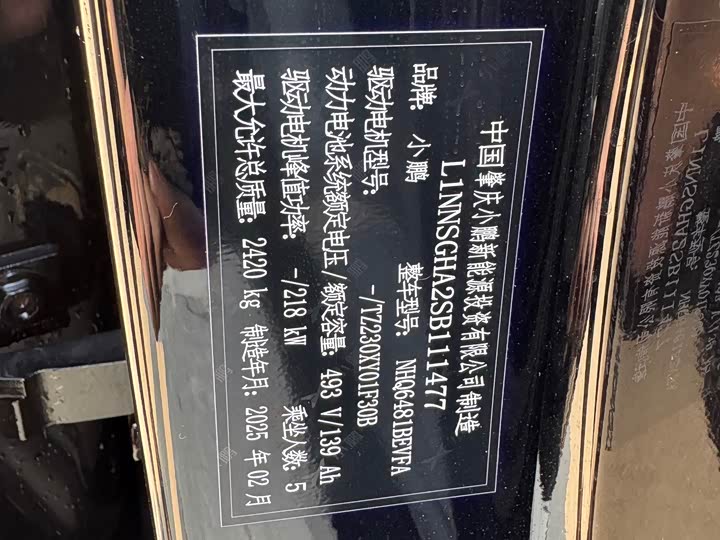 中国肇庆小鹏新能源投资有限公司制造
L1NNSGHA2SB111477
品牌: 小鹏 整车型号: NHQ6481BEVFA
驱动电机型号: -/TZ230XY01F30B
动力电池系统额定电压/额定容量: 493 V/139 Ah
驱动电机峰值功率: -/218 kW 乘坐人数: 5
最大允许总质量: 2420 kg 制造年月: 2025 年 02 月